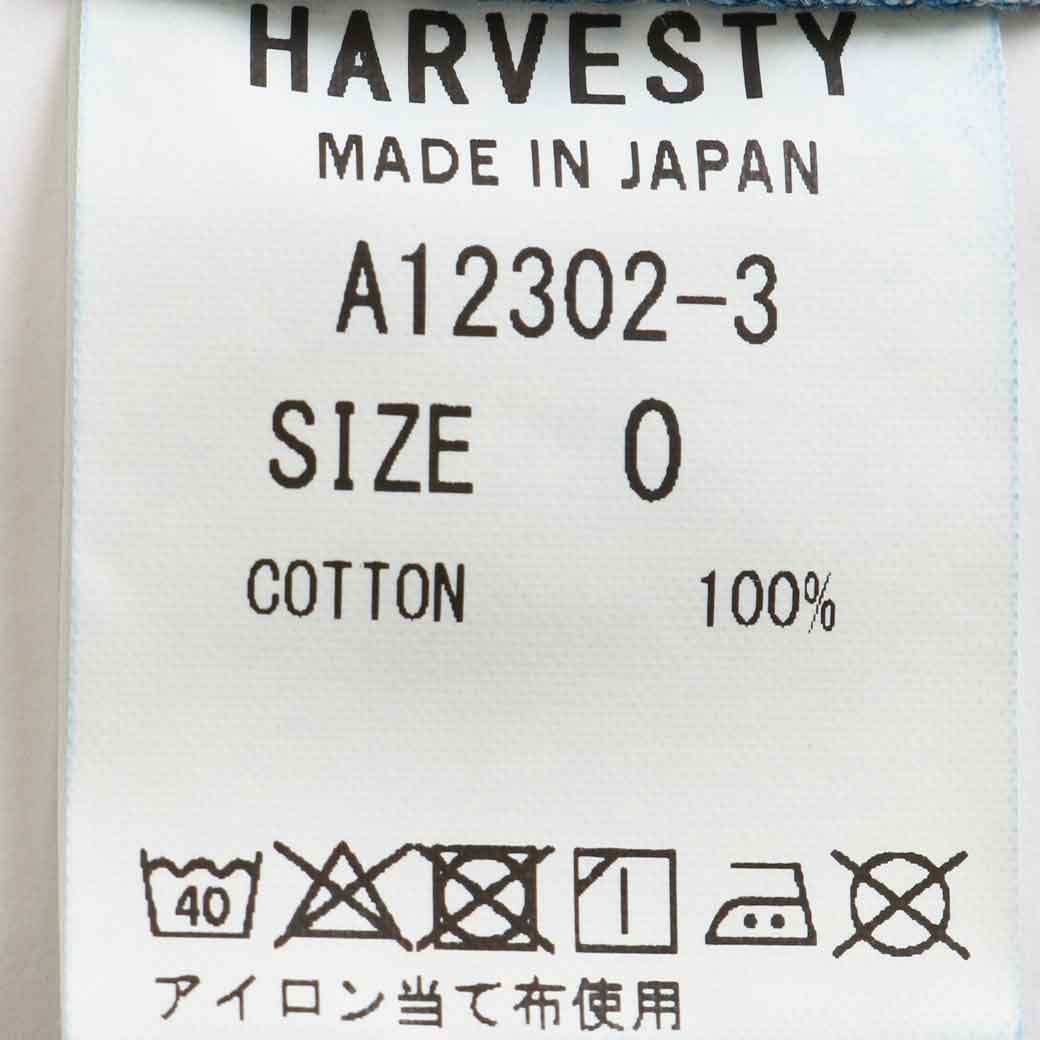 HARVESTY
MADE IN JAPAN
A12302-3
SIZE 0
COTTON 100%
40
アイロン当て布使用